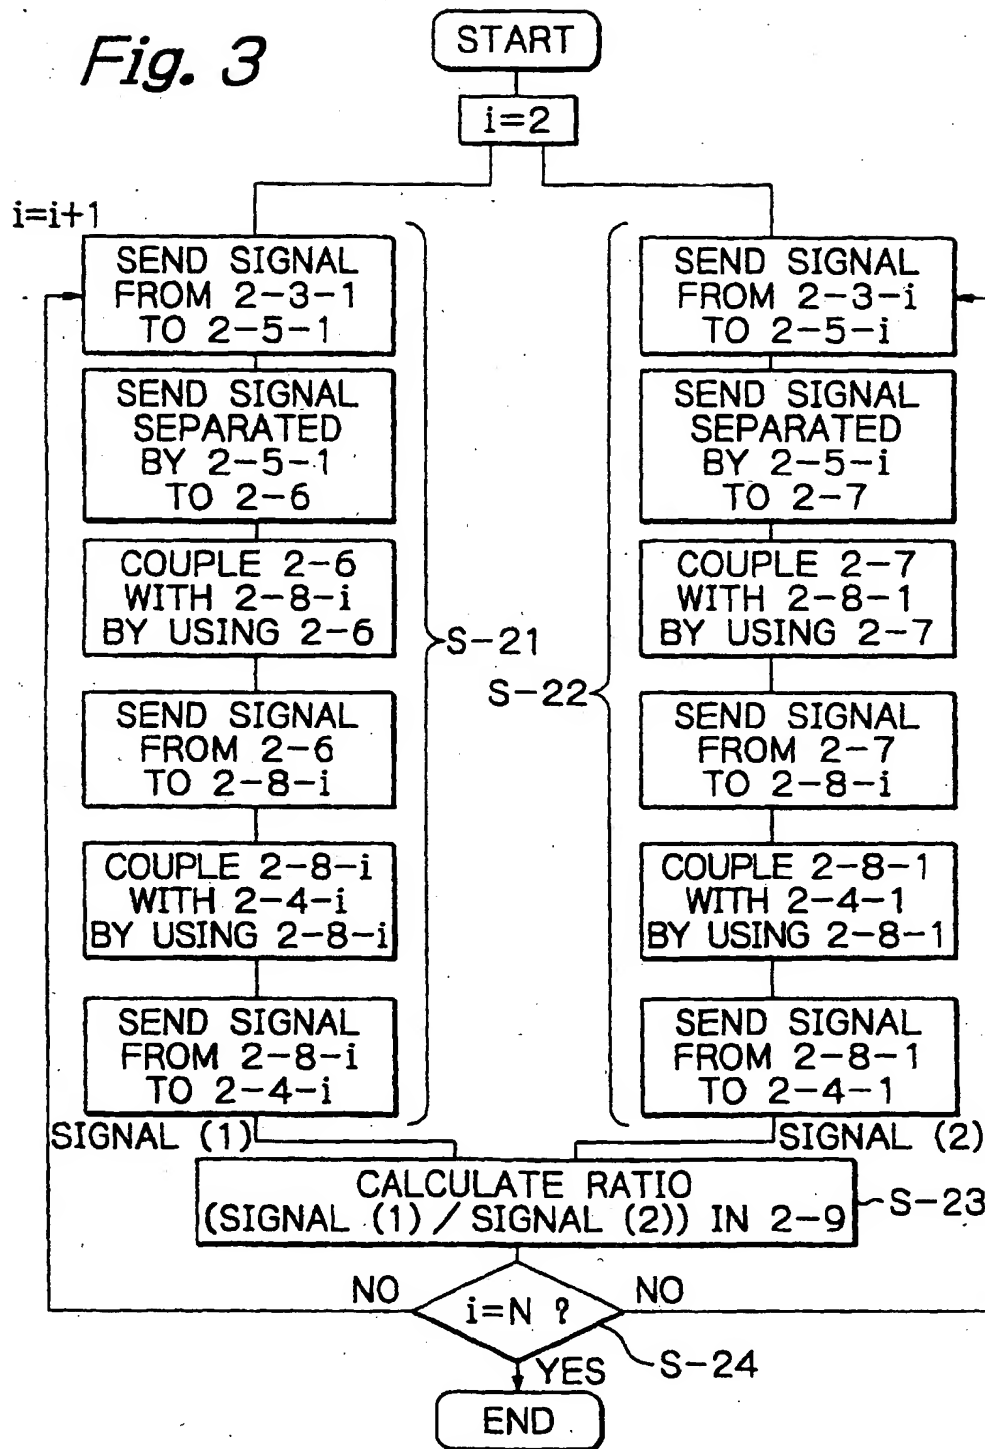 Fig. 3
START
i=2
i=i+1
SEND SIGNAL
FROM 2-3-1
TO 2-5-1
SEND SIGNAL
SEPARATED
BY 2-5-1
TO 2-6
COUPLE 2-6
WITH 2-8-i
BY USING 2-6
SEND SIGNAL
FROM 2-6
TO 2-8-i
COUPLE 2-8-i
WITH 2-4-i
BY USING 2-8-i
SEND SIGNAL
FROM 2-8-i
TO 2-4-i
SIGNAL (1)
S-21
SEND SIGNAL
FROM 2-3-i
TO 2-5-i
SEND SIGNAL
SEPARATED
BY 2-5-i
TO 2-7
COUPLE 2-7
WITH 2-8-1
BY USING 2-7
SEND SIGNAL
FROM 2-7
TO 2-8-i
COUPLE 2-8-1
WITH 2-4-1
BY USING 2-8-1
SEND SIGNAL
FROM 2-8-1
TO 2-4-1
SIGNAL (2)
S-22
CALCULATE RATIO
(SIGNAL (1)/SIGNAL (2)) IN 2-9
S-23
NO
i=N ?
NO
S-24
YES
END